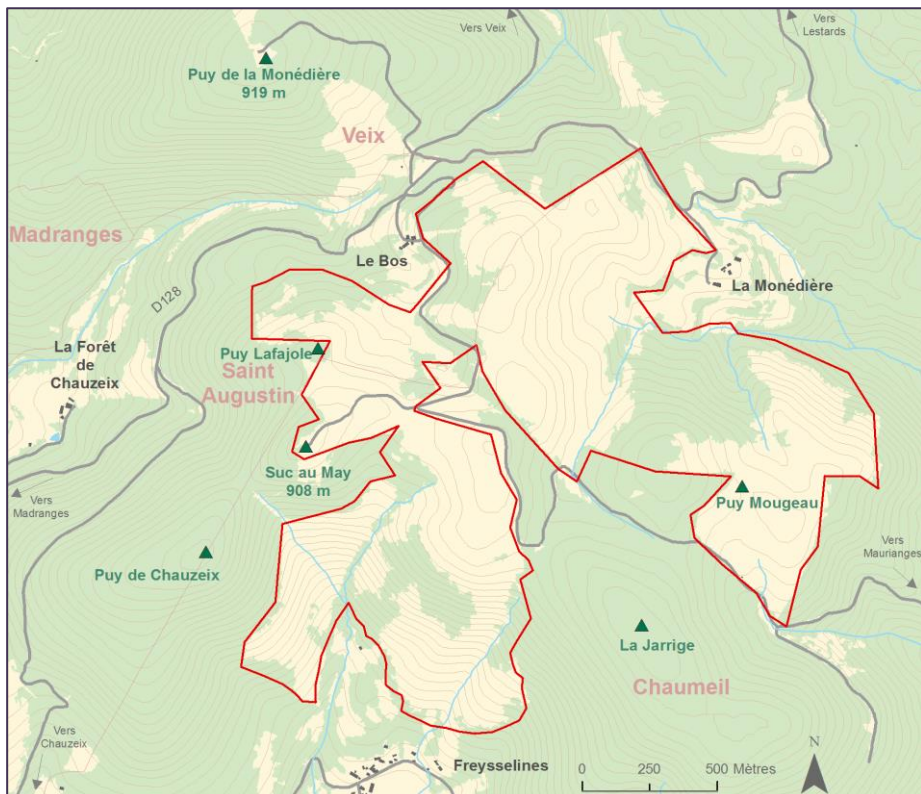 Vers Veix
Vers
Lestards
Puy de la Monédière
919 m
Veix
Madranges
Le Bos
La Monédière
D128
La Forêt
de
Chauzeix
Puy Lafajole
Saint
Augustin
Suc au May
908 m
Vers
Madranges
Puy Mougeau
Vers
Maurianges
Puy de Chauzeix
La Jarrige
Chaumeil
Vers
Chauzeix
Freysselines
N
0 250 500 Mètres